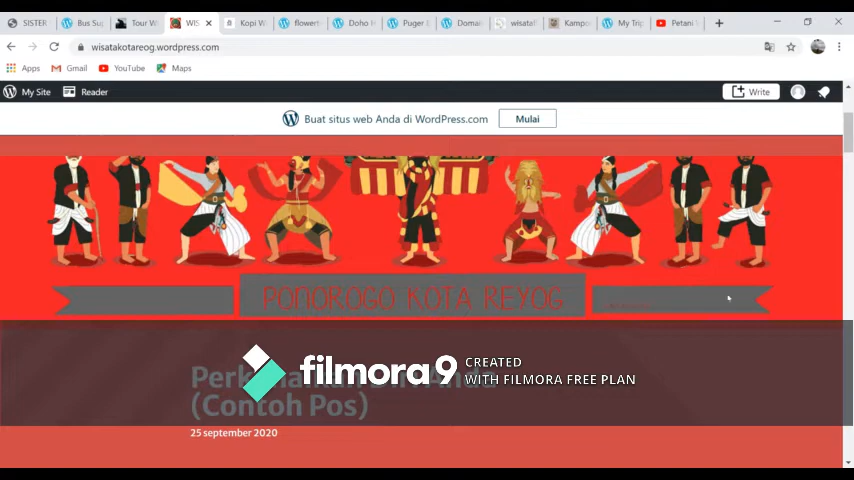 SISTER
Bus Sug
Tour W
WIS
Kopi W
flowert
Doho H
Puger B
Domai
wisataff
Kampo
My Trip
Petani T
wisatakotareog.wordpress.com
Apps
Gmail
YouTube
Maps
My Site
Reader
Write
Buat situs web Anda di WordPress.com
Mulai
PONOROGO KOTA REYOG
filmora9
CREATED
WITH FILMORA FREE PLAN
(Contoh Pos)
25 september 2020